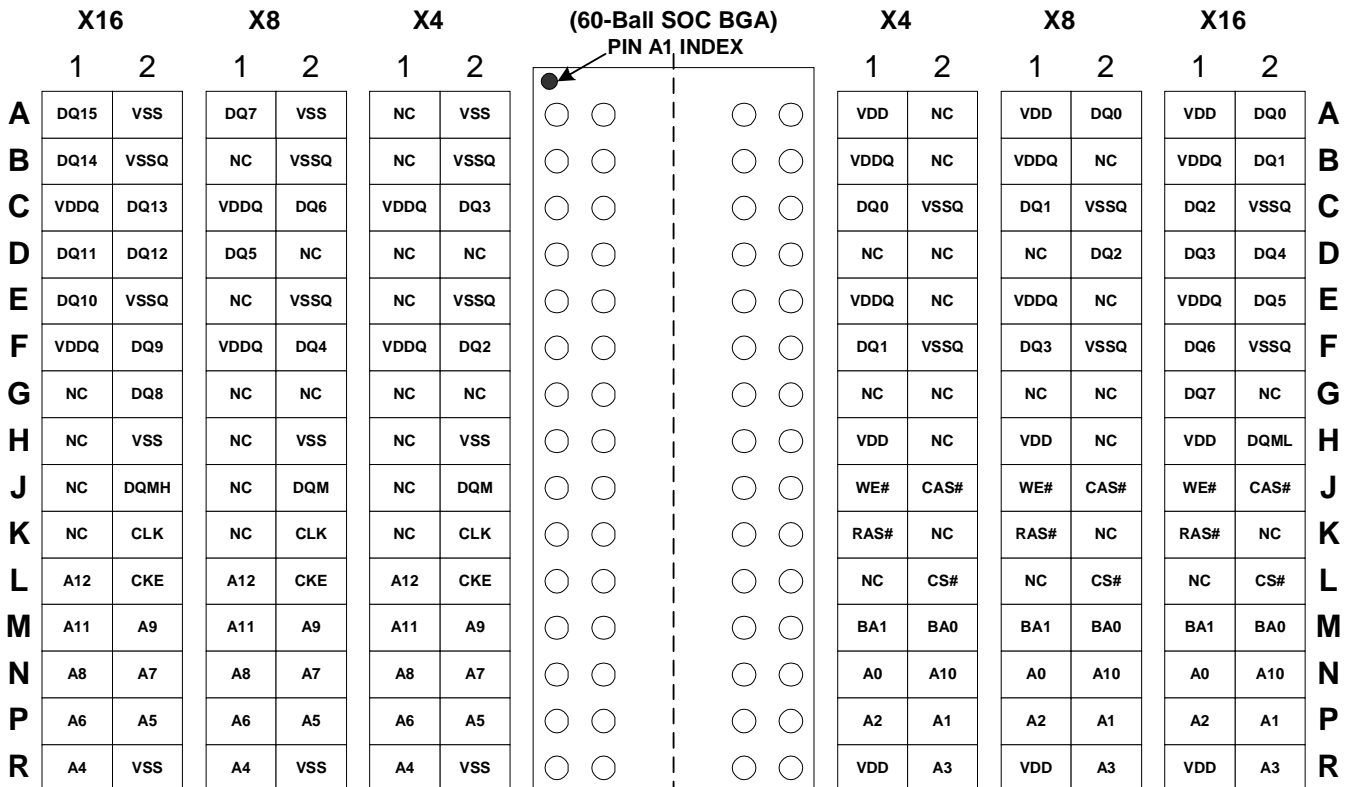 X16 X8 X4 (60-Ball SOC BGA) X4 X8 X16
PIN A1 INDEX
1 2 1 2 1 2 1 2 1 2 1 2
A DQ15 VSS DQ7 VSS NC VSS VDD NC VDD DQ0 VDD DQ0 A
B DQ14 VSSQ NC VSSQ NC VSSQ VDDQ NC VDDQ NC VDDQ DQ1 B
C VDDQ DQ13 VDDQ DQ6 VDDQ DQ3 DQ0 VSSQ DQ1 VSSQ DQ2 VSSQ C
D DQ11 DQ12 DQ5 NC NC NC NC NC NC DQ2 DQ3 DQ4 D
E DQ10 VSSQ NC VSSQ NC VSSQ VDDQ NC VDDQ NC VDDQ DQ5 E
F VDDQ DQ9 VDDQ DQ4 VDDQ DQ2 DQ1 VSSQ DQ3 VSSQ DQ6 VSSQ F
G NC DQ8 NC NC NC NC NC NC NC NC DQ7 NC G
H NC VSS NC VSS NC VSS VDD NC VDD NC VDD DQML H
J NC DQMH NC DQM NC DQM WE# CAS# WE# CAS# WE# CAS# J
K NC CLK NC CLK NC CLK RAS# NC RAS# NC RAS# NC K
L A12 CKE A12 CKE A12 CKE NC CS# NC CS# NC CS# L
M A11 A9 A11 A9 A11 A9 BA1 BA0 BA1 BA0 BA1 BA0 M
N A8 A7 A8 A7 A8 A7 A0 A10 A0 A10 A0 A10 N
P A6 A5 A6 A5 A6 A5 A2 A1 A2 A1 A2 A1 P
R A4 VSS A4 VSS A4 VSS VDD A3 VDD A3 VDD A3 R